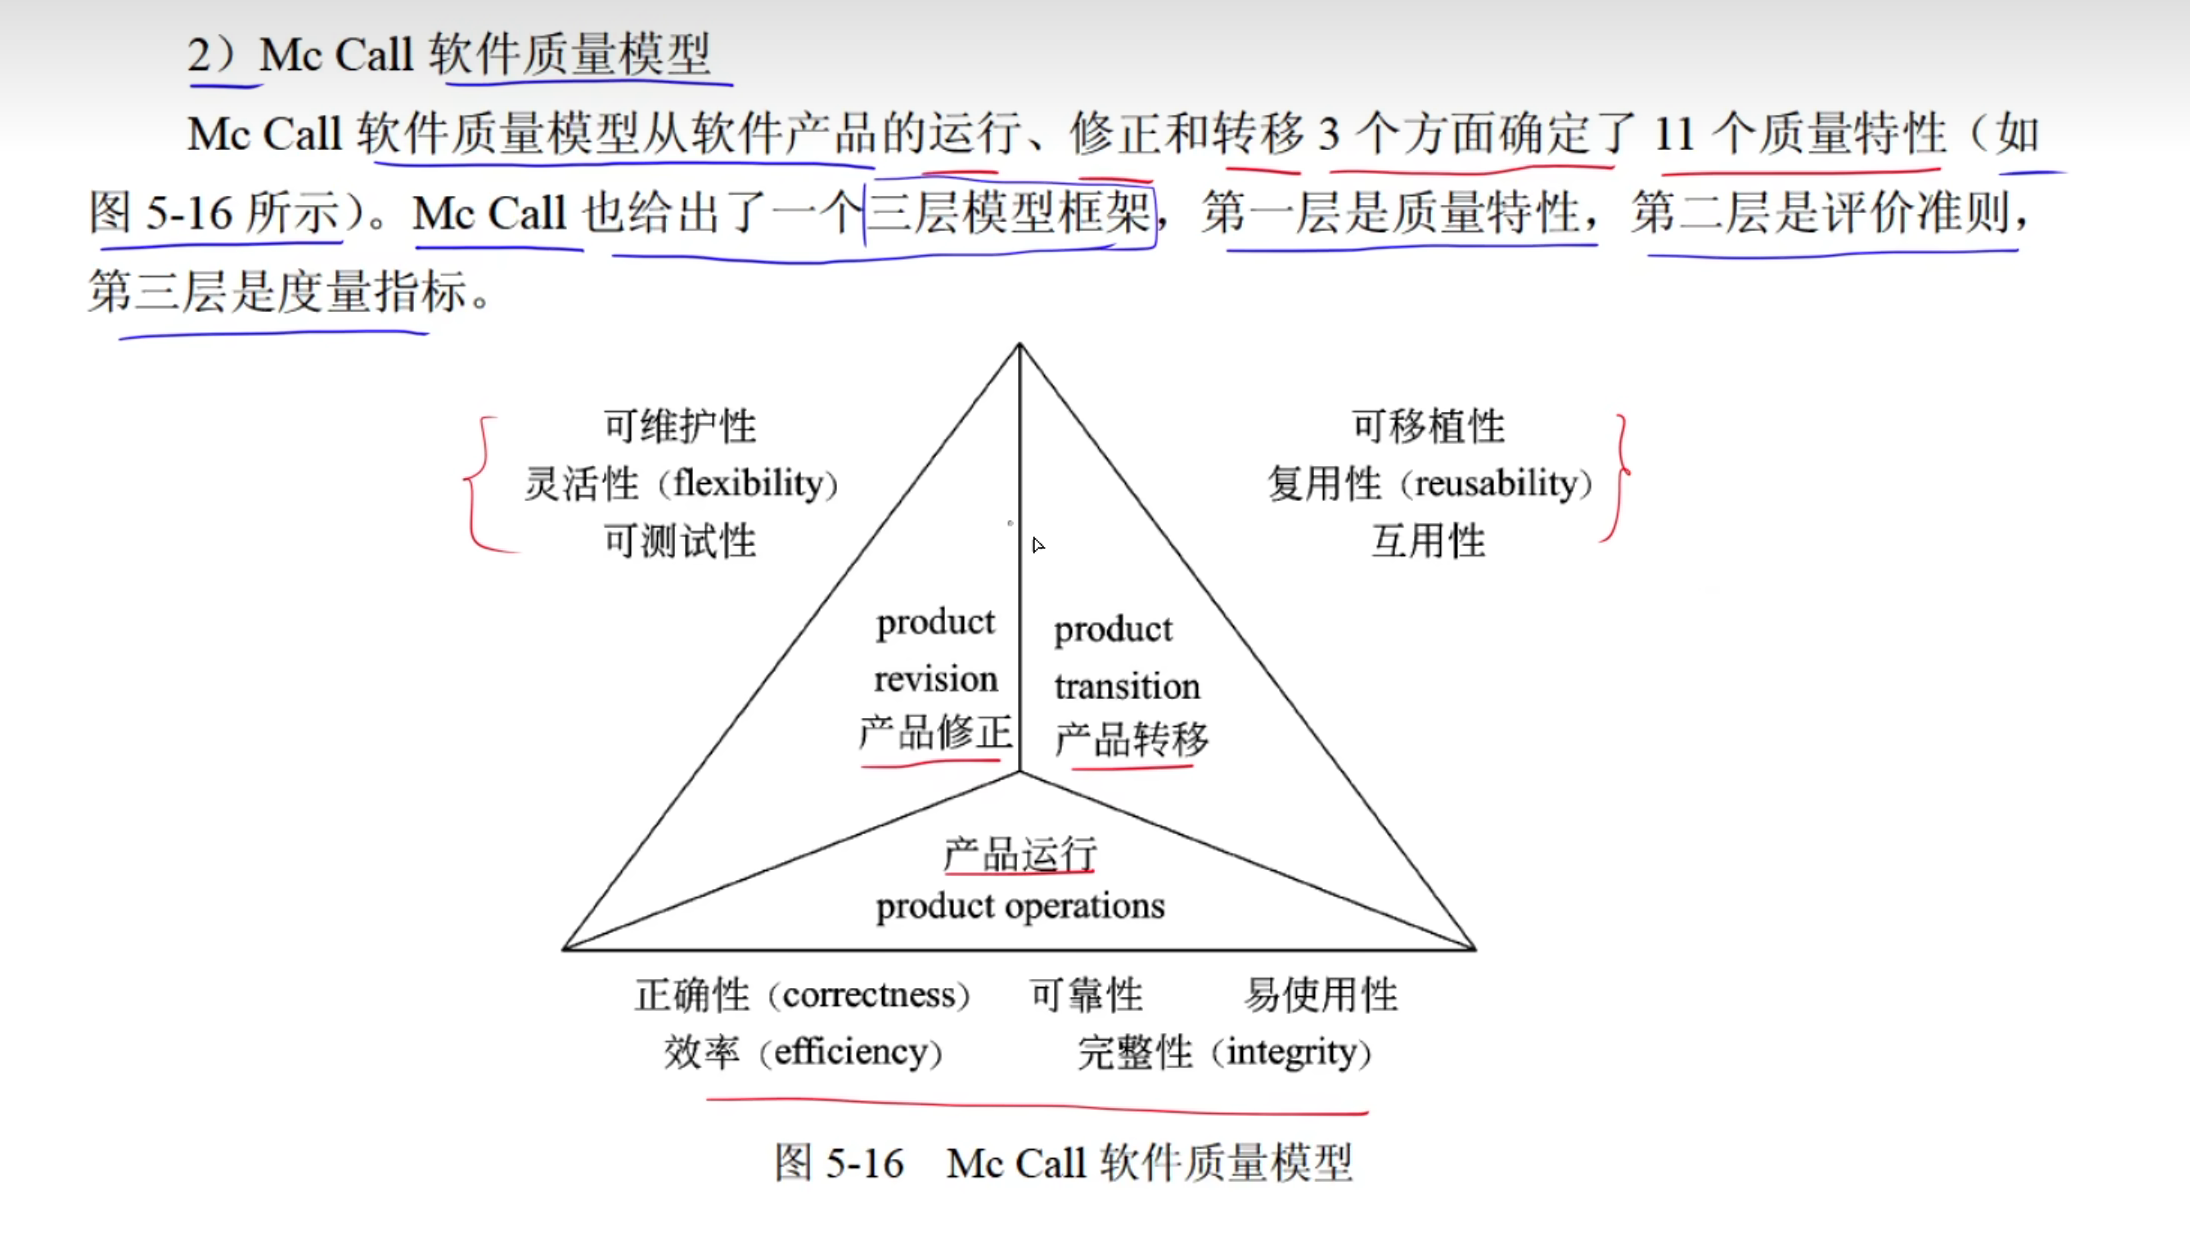 2）Mc Call 软件质量模型
Mc Call 软件质量模型从软件产品的运行、修正和转移 3 个方面确定了 11 个质量特性（如
图 5-16 所示）。Mc Call 也给出了一个三层模型框架，第一层是质量特性，第二层是评价准则，
第三层是度量指标。
可维护性
灵活性（flexibility）
可测试性
可移植性
复用性（reusability）
互用性
product
revision
产品修正
product
transition
产品转移
产品运行
product operations
正确性（correctness） 可靠性 易使用性
效率（efficiency） 完整性（integrity）
图 5-16 Mc Call 软件质量模型